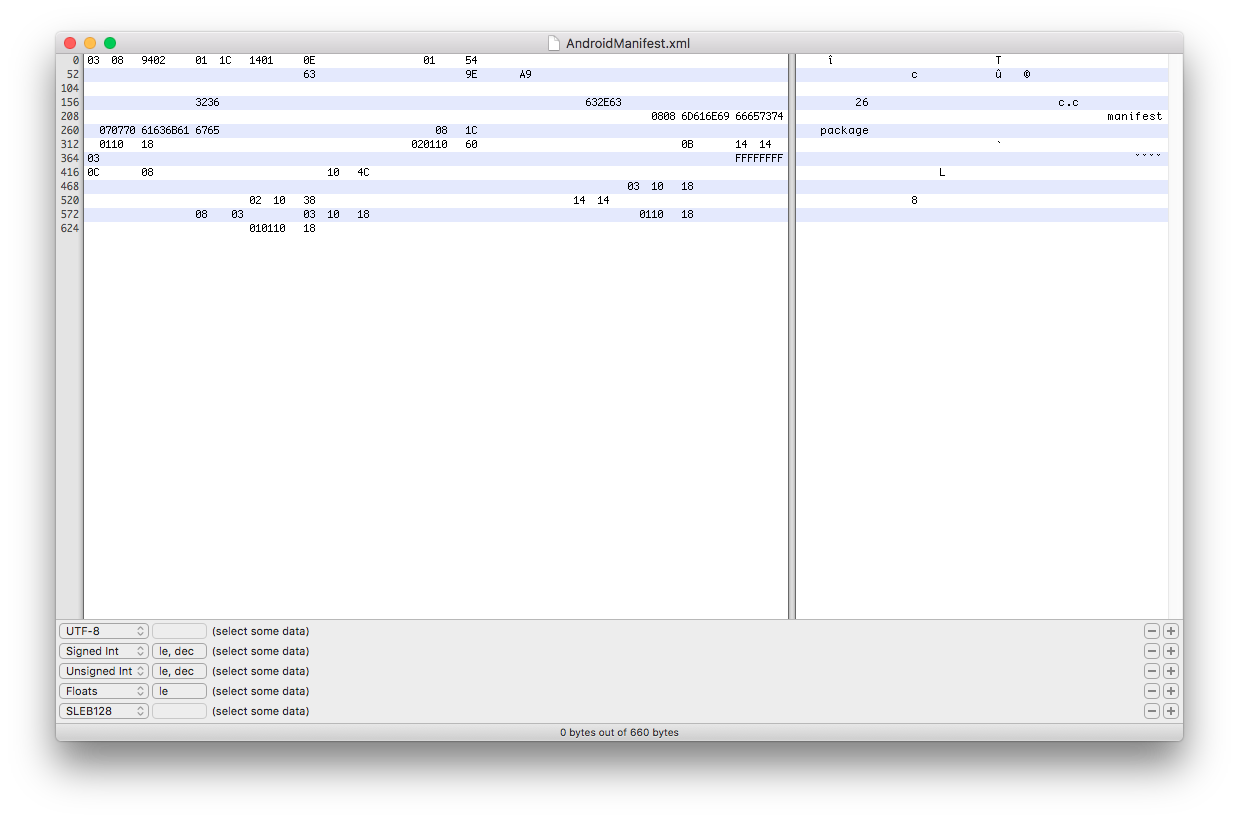 AndroidManifest.xml
0 03 08 9402 01 1C 1401 0E 01 54 î T
52 63 9E A9 c û ©
104
156 3236 632E63 26 c.c
208 0808 6D616E69 66657374 manifest
260 070770 61636B61 6765 08 1C package
312 0110 18 020110 60 0B 14 14 `
364 03 FFFFFFFF ˇˇˇˇ
416 0C 08 10 4C L
468 03 10 18
520 02 10 38 14 14 8
572 08 03 03 10 18 0110 18
624 010110 18
UTF-8 (select some data)
Signed Int le, dec (select some data)
Unsigned Int le, dec (select some data)
Floats le (select some data)
SLEB128 (select some data)
0 bytes out of 660 bytes